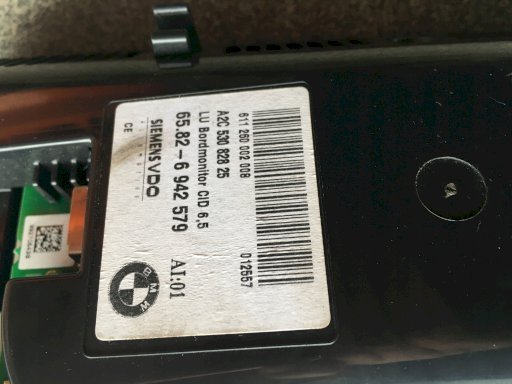 611 260 002 008
012557
A2C 530 828 25
LU Bordmonitor CID 6,5
65.82-6 942 579 AI:01
SIEMENS VDO
CE
BMW